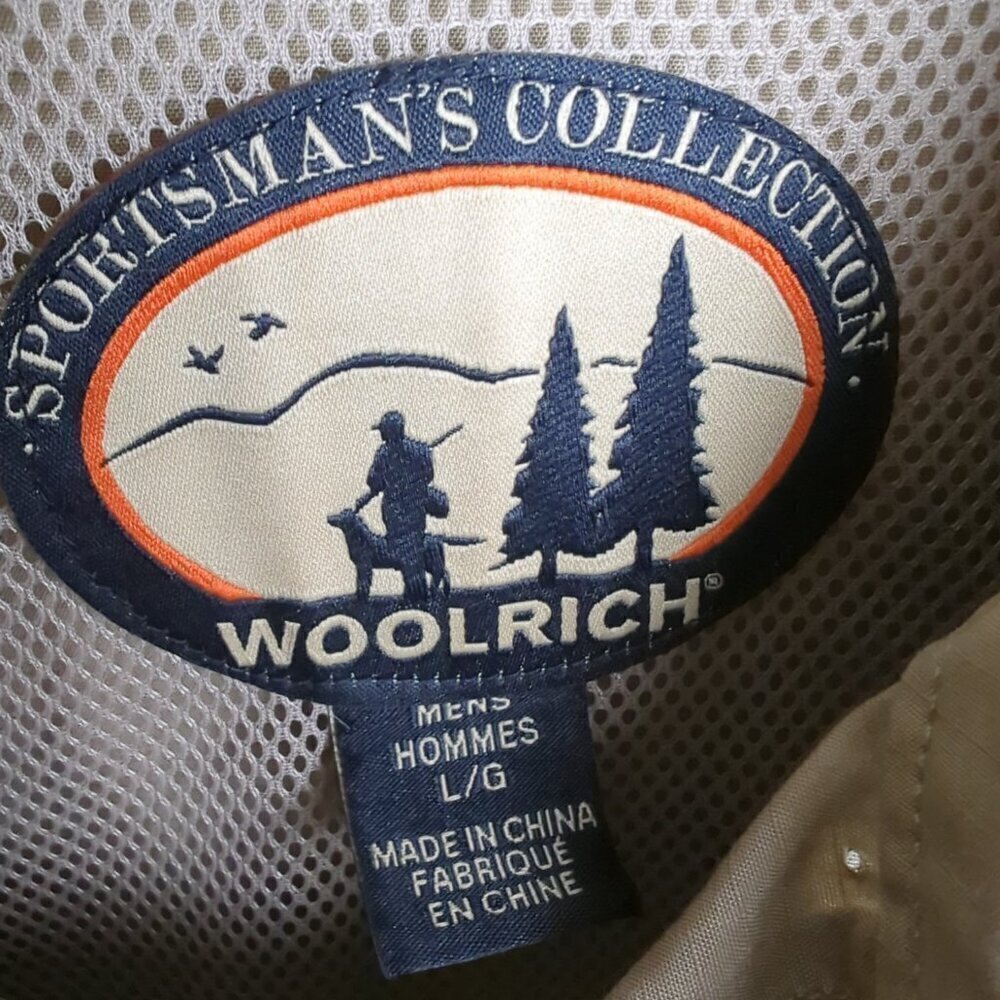 · SPORTSMAN'S COLLECTION ·
WOOLRICH®
MENS
HOMMES
L/G
MADE IN CHINA
FABRIQUÉ
EN CHINE